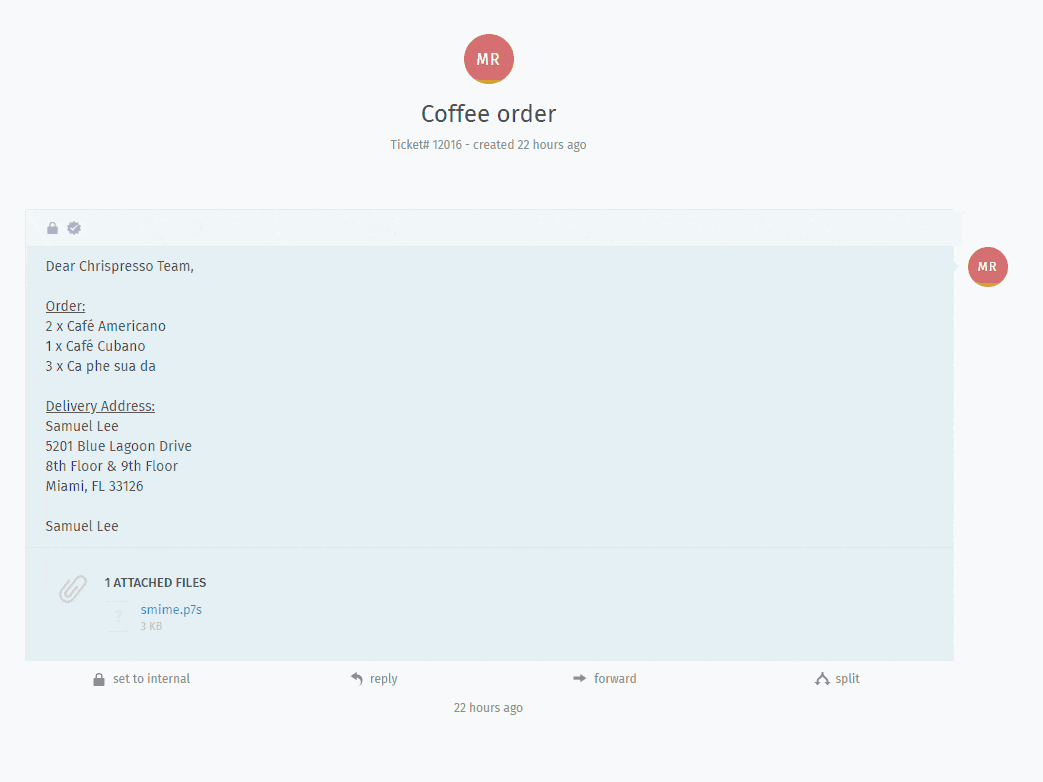 MR
Coffee order
Ticket# 12016 - created 22 hours ago
Dear Chrispresso Team,
MR
Order:
2 x Café Americano
1 x Café Cubano
3 x Ca phe sua da
Delivery Address:
Samuel Lee
5201 Blue Lagoon Drive
8th Floor & 9th Floor
Miami, FL 33126
Samuel Lee
1 ATTACHED FILES
?
smime.p7s
3 KB
set to internal
reply
forward
split
22 hours ago